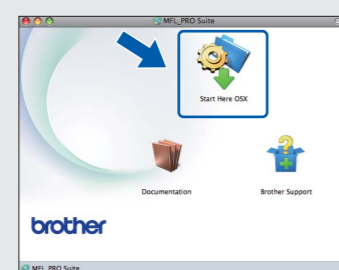 MFL_PRO Suite
Start Here OSX
Documentation
Brother Support
brother
MFL_PRO Suite